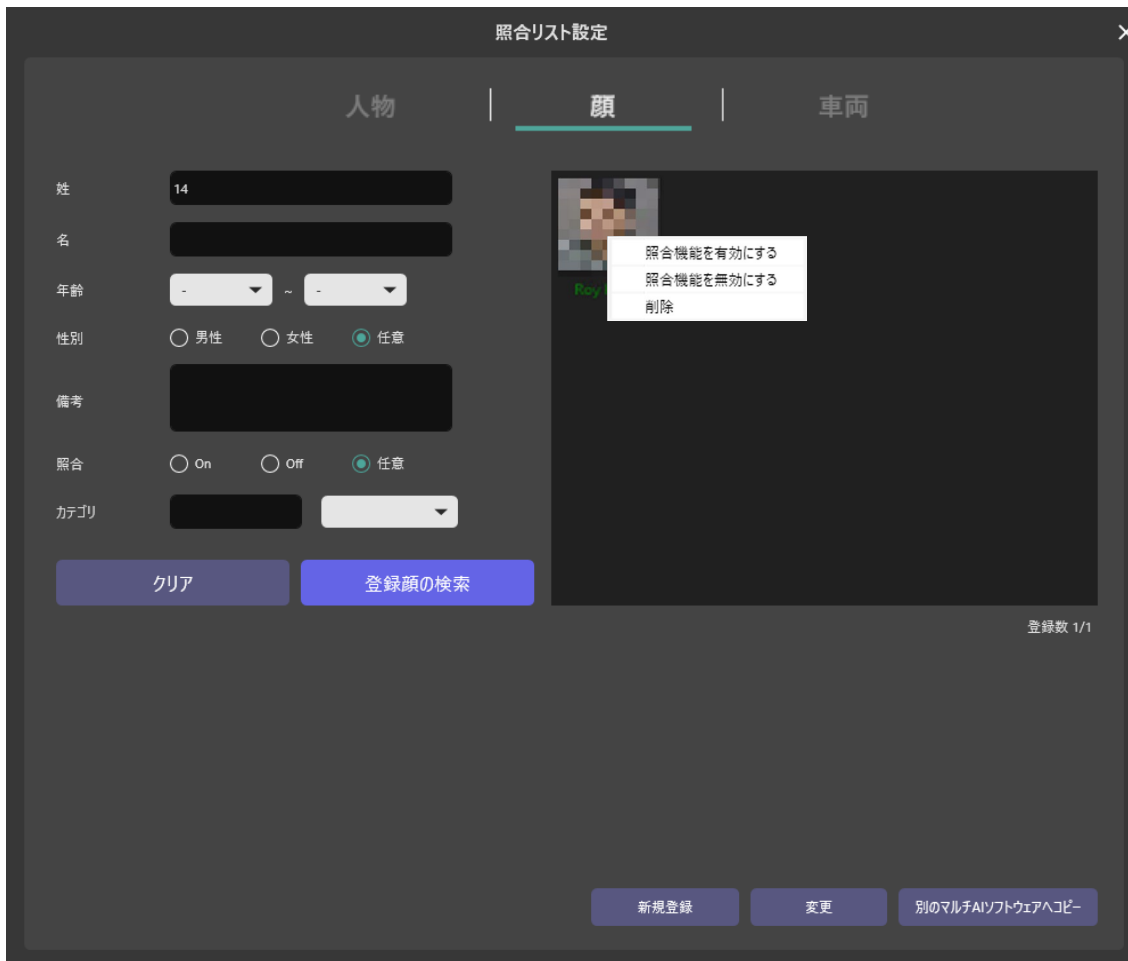 照合リスト設定
人物
顔
車両
姓 14
名
年齢 - ~ -
性別 男性 女性 任意
備考
照合 On Off 任意
カテゴリ
クリア 登録顔の検索
Roy
照合機能を有効にする
照合機能を無効にする
削除
登録数 1/1
新規登録 変更 別のマルチAIソフトウェアへコピー